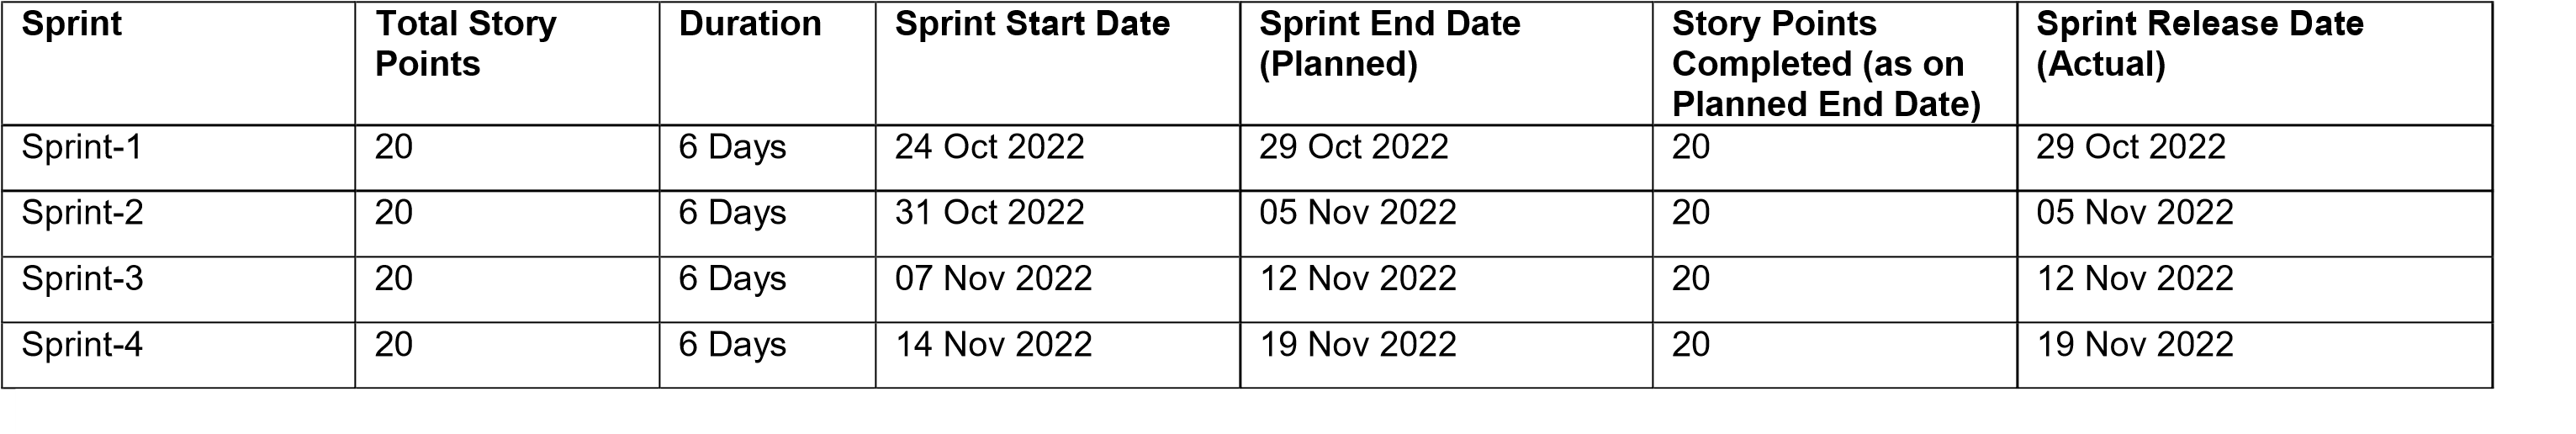 Sprint Total Story Duration Sprint Start Date Sprint End Date Story Points Sprint Release Date
Points (Planned) Completed (as on (Actual)
Planned End Date)
Sprint-1 20 6 Days 24 Oct 2022 29 Oct 2022 20 29 Oct 2022
Sprint-2 20 6 Days 31 Oct 2022 05 Nov 2022 20 05 Nov 2022
Sprint-3 20 6 Days 07 Nov 2022 12 Nov 2022 20 12 Nov 2022
Sprint-4 20 6 Days 14 Nov 2022 19 Nov 2022 20 19 Nov 2022